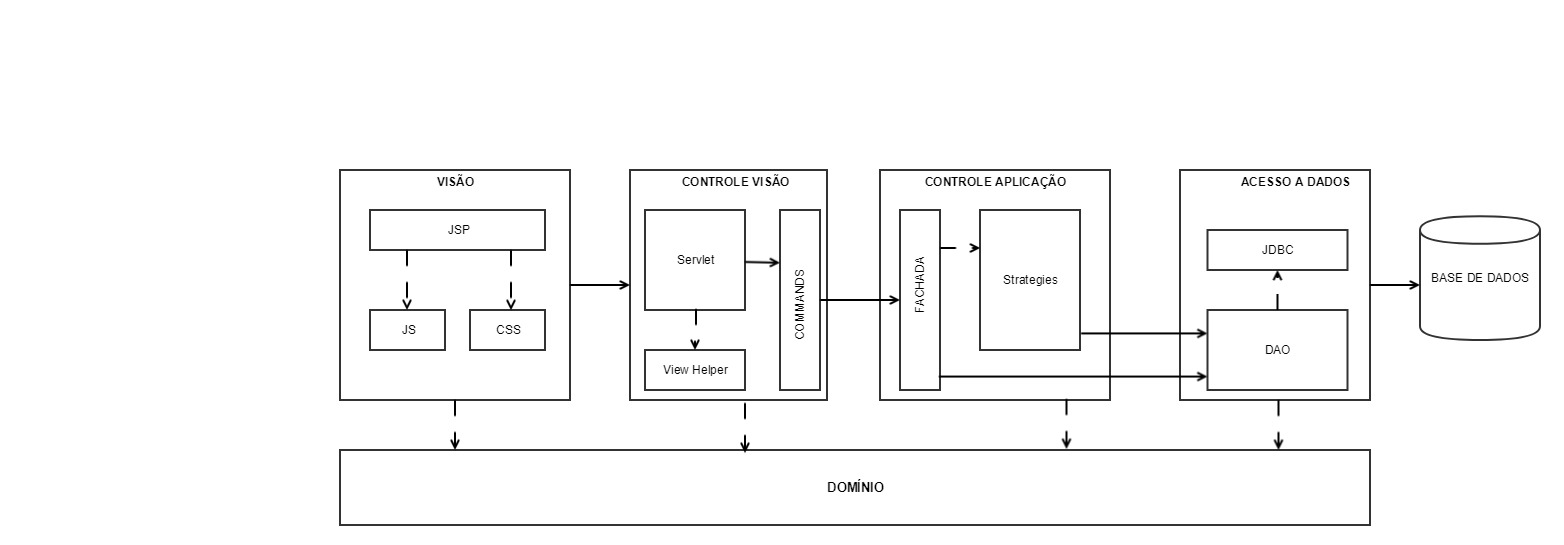 VISÃO
JSP
JS
CSS
CONTROLE VISÃO
Servlet
View Helper
COMMANDS
CONTROLE APLICAÇÃO
FACHADA
Strategies
ACESSO A DADOS
JDBC
DAO
BASE DE DADOS
DOMÍNIO